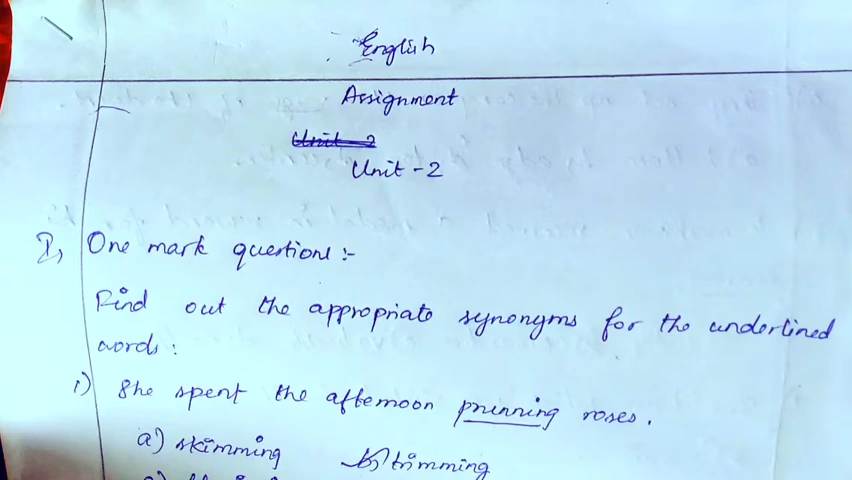 English
Assignment
Unit - 2
Unit - 2
I, One mark questions :-
Find out the appropriate synonyms for the underlined
words :
1) She spent the afternoon prunning roses.
a) skimming b) trimming